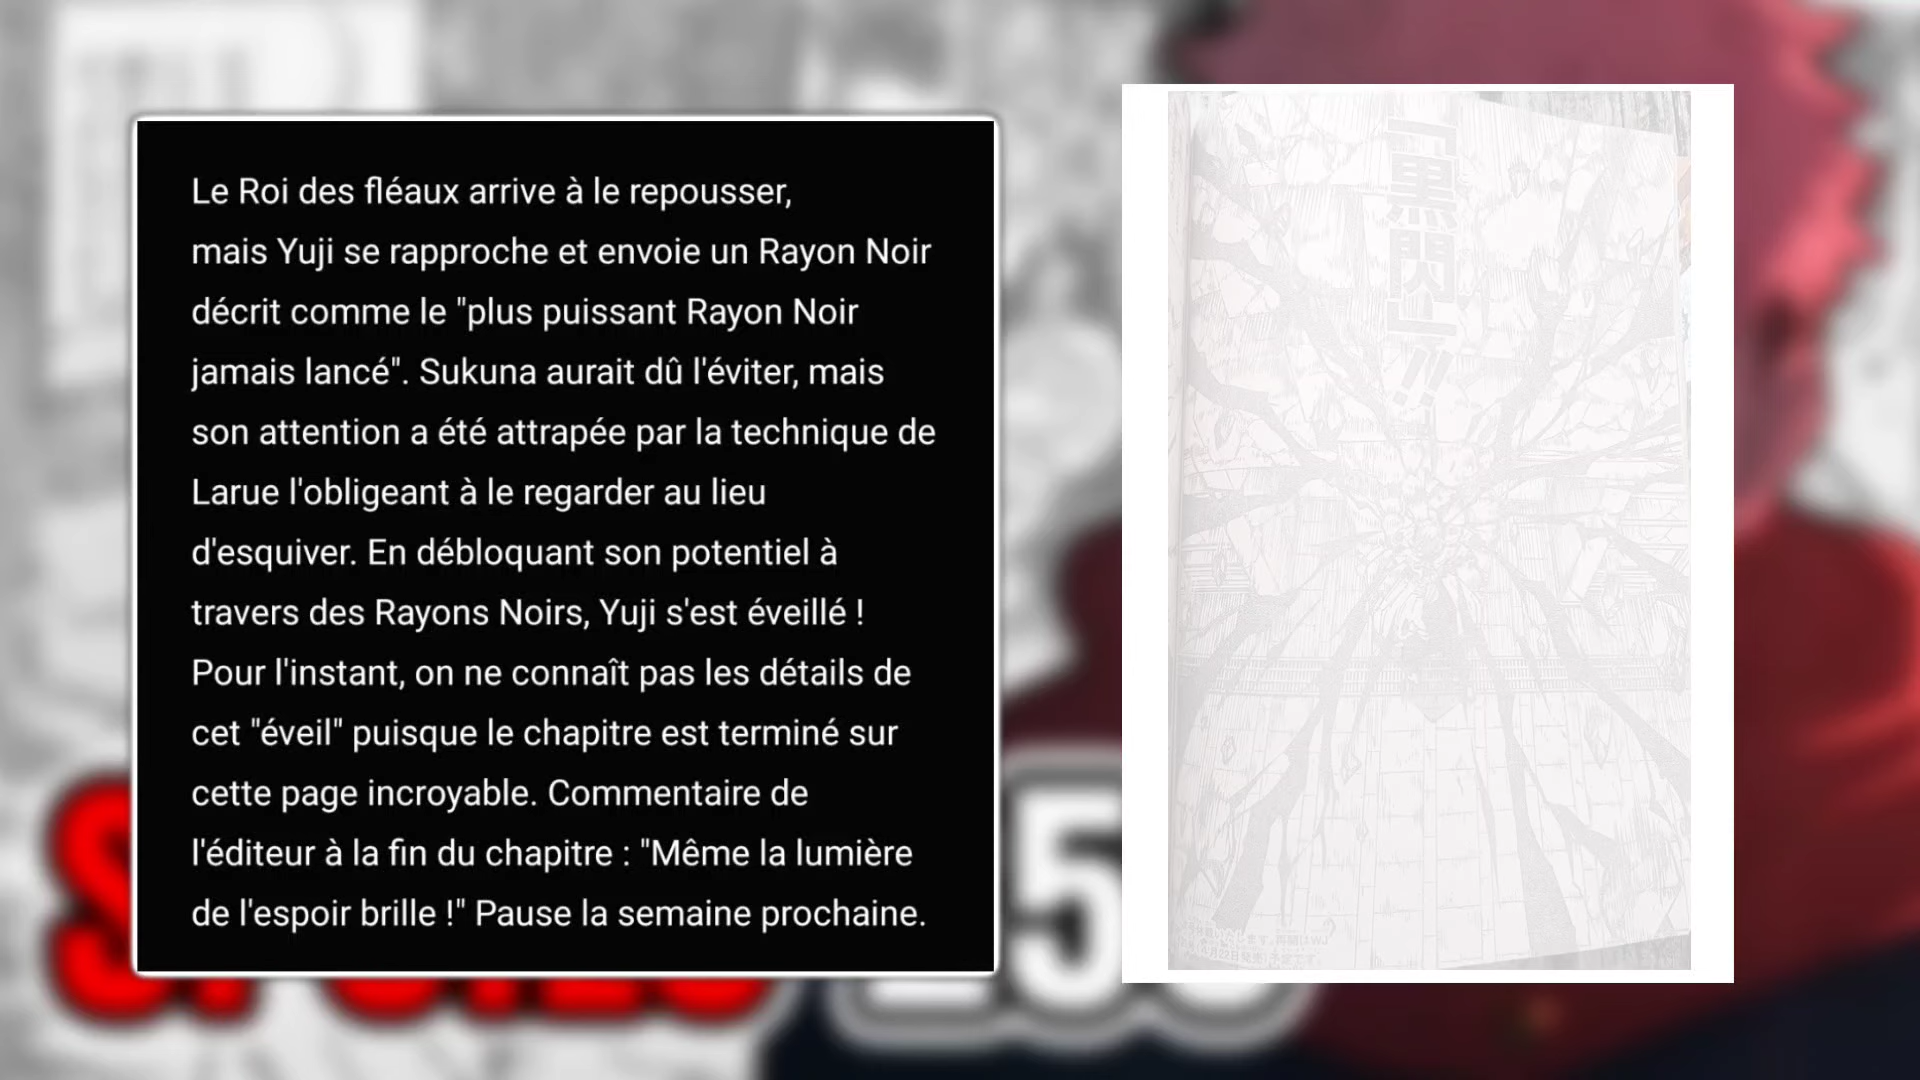 Le Roi des fléaux arrive à le repousser,
mais Yuji se rapproche et envoie un Rayon Noir
décrit comme le "plus puissant Rayon Noir
jamais lancé". Sukuna aurait dû l'éviter, mais
son attention a été attrapée par la technique de
Larue l'obligeant à le regarder au lieu
d'esquiver. En débloquant son potentiel à
travers des Rayons Noirs, Yuji s'est éveillé !
Pour l'instant, on ne connaît pas les détails de
cet "éveil" puisque le chapitre est terminé sur
cette page incroyable. Commentaire de
l'éditeur à la fin du chapitre : "Même la lumière
de l'espoir brille !" Pause la semaine prochaine.
「黒閃」!!